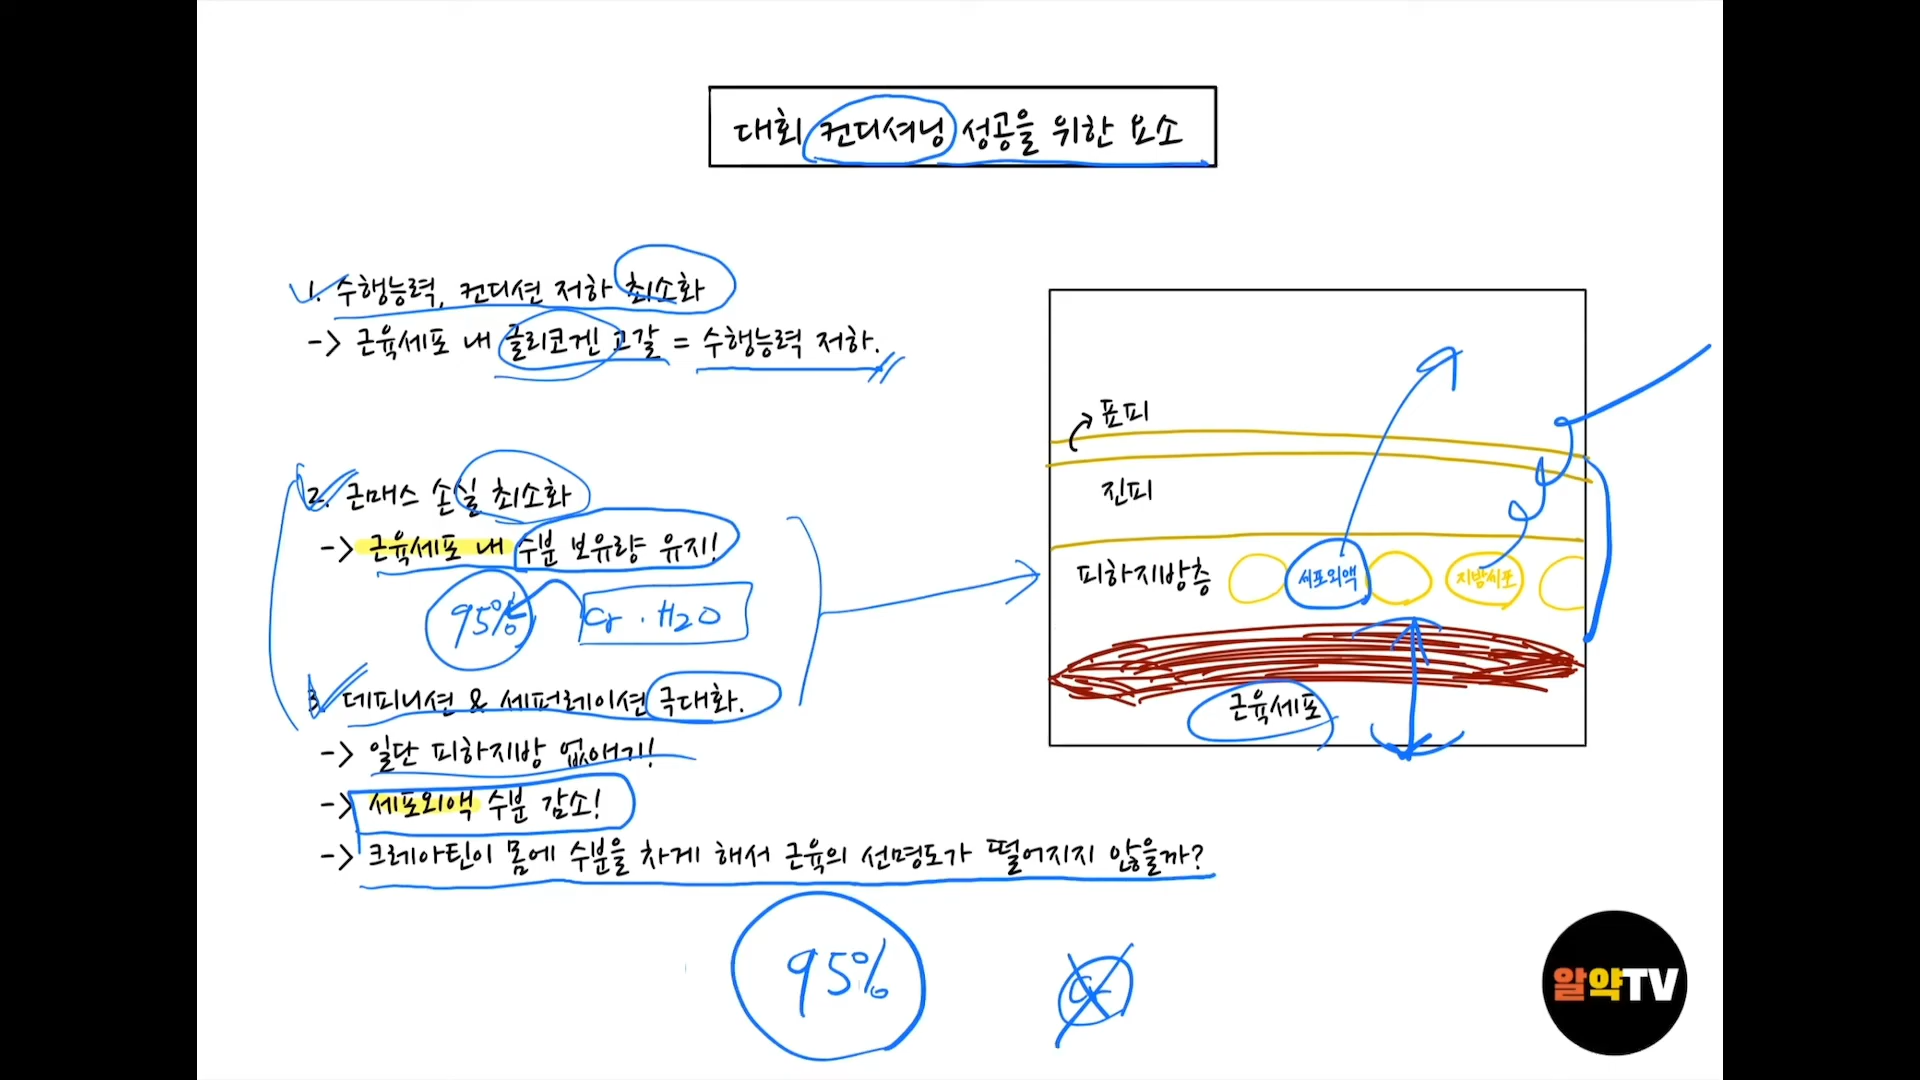 대회 컨디셔닝 성공을 위한 요소
1. 수행능력, 컨디션 저하 최소화
-> 근육세포 내 글리코겐 고갈 = 수행능력 저하.
2. 근매스 손실 최소화
-> 근육세포 내 수분 보유량 유지!
95% Cr · H2O
3. 데피니션 & 세퍼레이션 극대화.
-> 일단 피하지방 없애기!
-> 세포외액 수분 감소!
-> 크레아틴이 몸에 수분을 차게 해서 근육의 선명도가 떨어지지 않을까?
95%
Cr
표피
진피
피하지방층 세포외액 지방세포
근육세포
알약TV